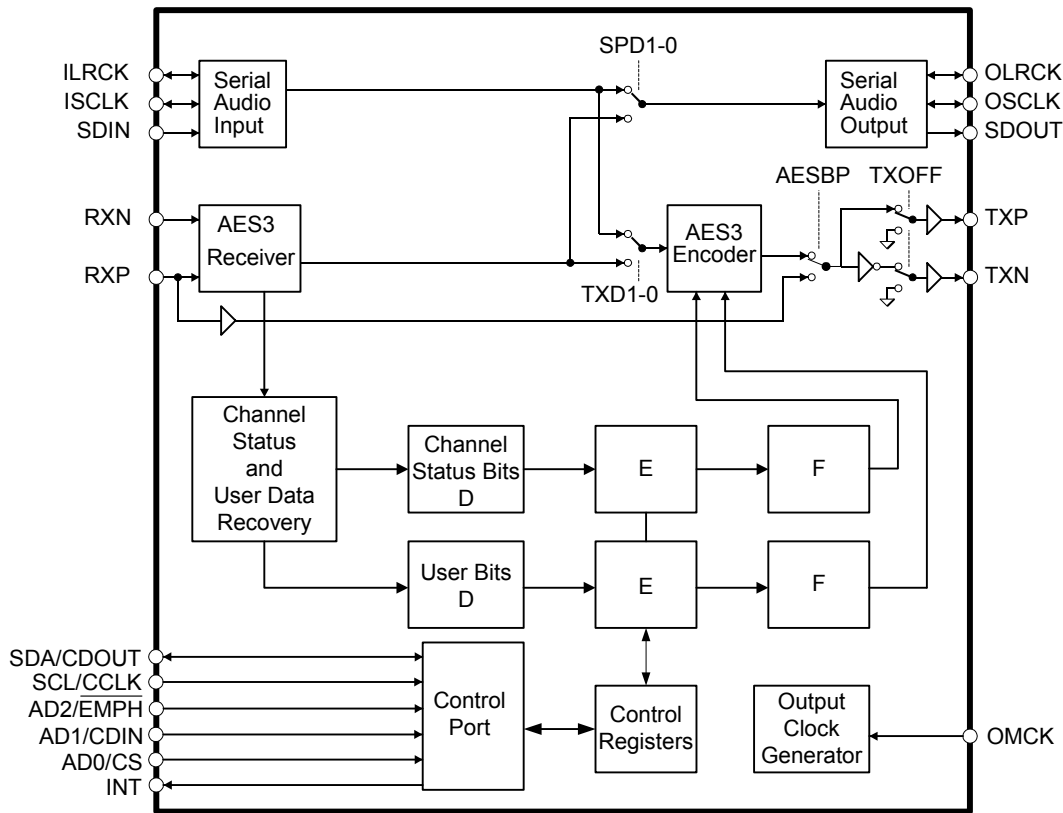 SPD1-0
ILRCK
ISCLK
SDIN
Serial
Audio
Input
Serial
Audio
Output
OLRCK
OSCLK
SDOUT
AESBP
TXOFF
RXN
RXP
AES3
Receiver
TXD1-0
AES3
Encoder
TXP
TXN
Channel
Status
and
User Data
Recovery
Channel
Status Bits
D
E
F
User Bits
D
E
F
SDA/CDOUT
SCL/CCLK
AD2/EMPH
AD1/CDIN
AD0/CS
INT
Control
Port
Control
Registers
Output
Clock
Generator
OMCK